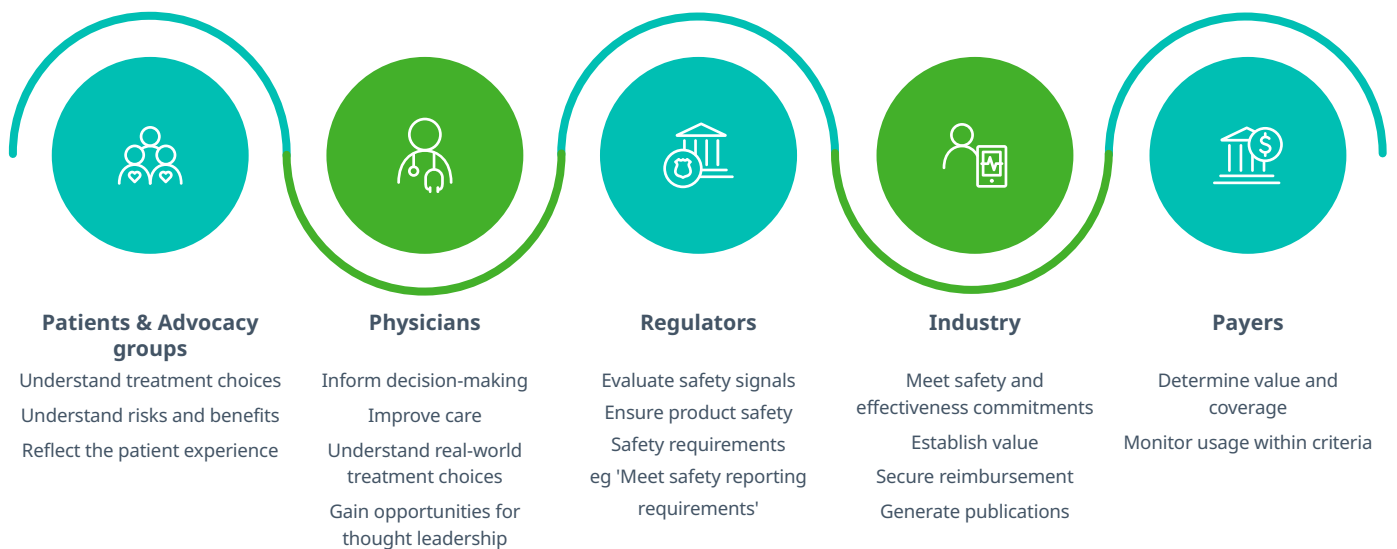 Patients & Advocacy
groups
Understand treatment choices
Understand risks and benefits
Reflect the patient experience
Physicians
Inform decision-making
Improve care
Understand real-world
treatment choices
Gain opportunities for
thought leadership
Regulators
Evaluate safety signals
Ensure product safety
Safety requirements
eg 'Meet safety reporting
requirements'
Industry
Meet safety and
effectiveness commitments
Establish value
Secure reimbursement
Generate publications
Payers
Determine value and
coverage
Monitor usage within criteria